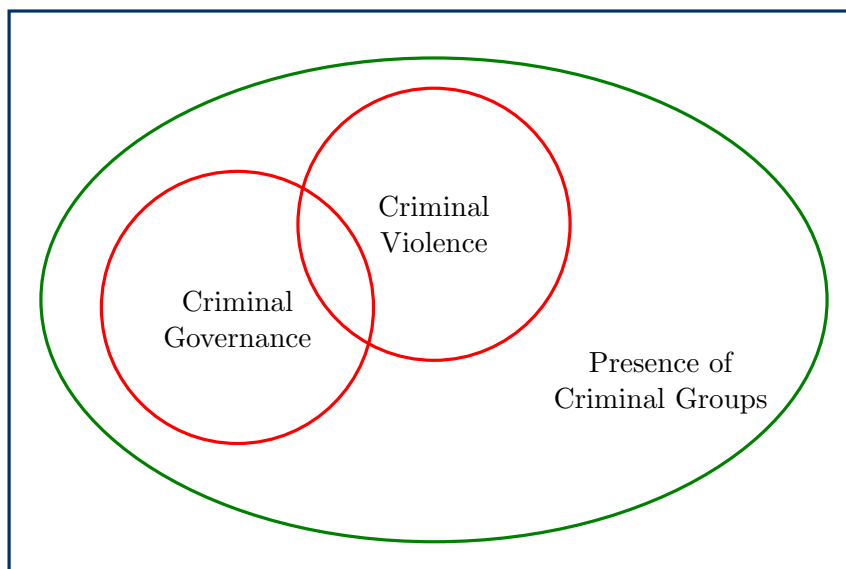 Criminal
Violence
Criminal
Governance
Presence of
Criminal Groups